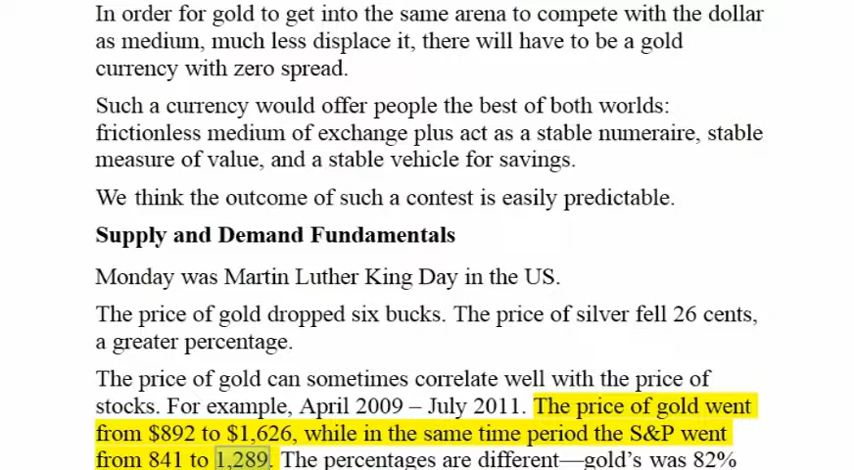 In order for gold to get into the same arena to compete with the dollar
as medium, much less displace it, there will have to be a gold
currency with zero spread.
Such a currency would offer people the best of both worlds:
frictionless medium of exchange plus act as a stable numeraire, stable
measure of value, and a stable vehicle for savings.
We think the outcome of such a contest is easily predictable.
Supply and Demand Fundamentals
Monday was Martin Luther King Day in the US.
The price of gold dropped six bucks. The price of silver fell 26 cents,
a greater percentage.
The price of gold can sometimes correlate well with the price of
stocks. For example, April 2009 – July 2011. The price of gold went
from $892 to $1,626, while in the same time period the S&P went
from 841 to 1,289. The percentages are different—gold’s was 82%